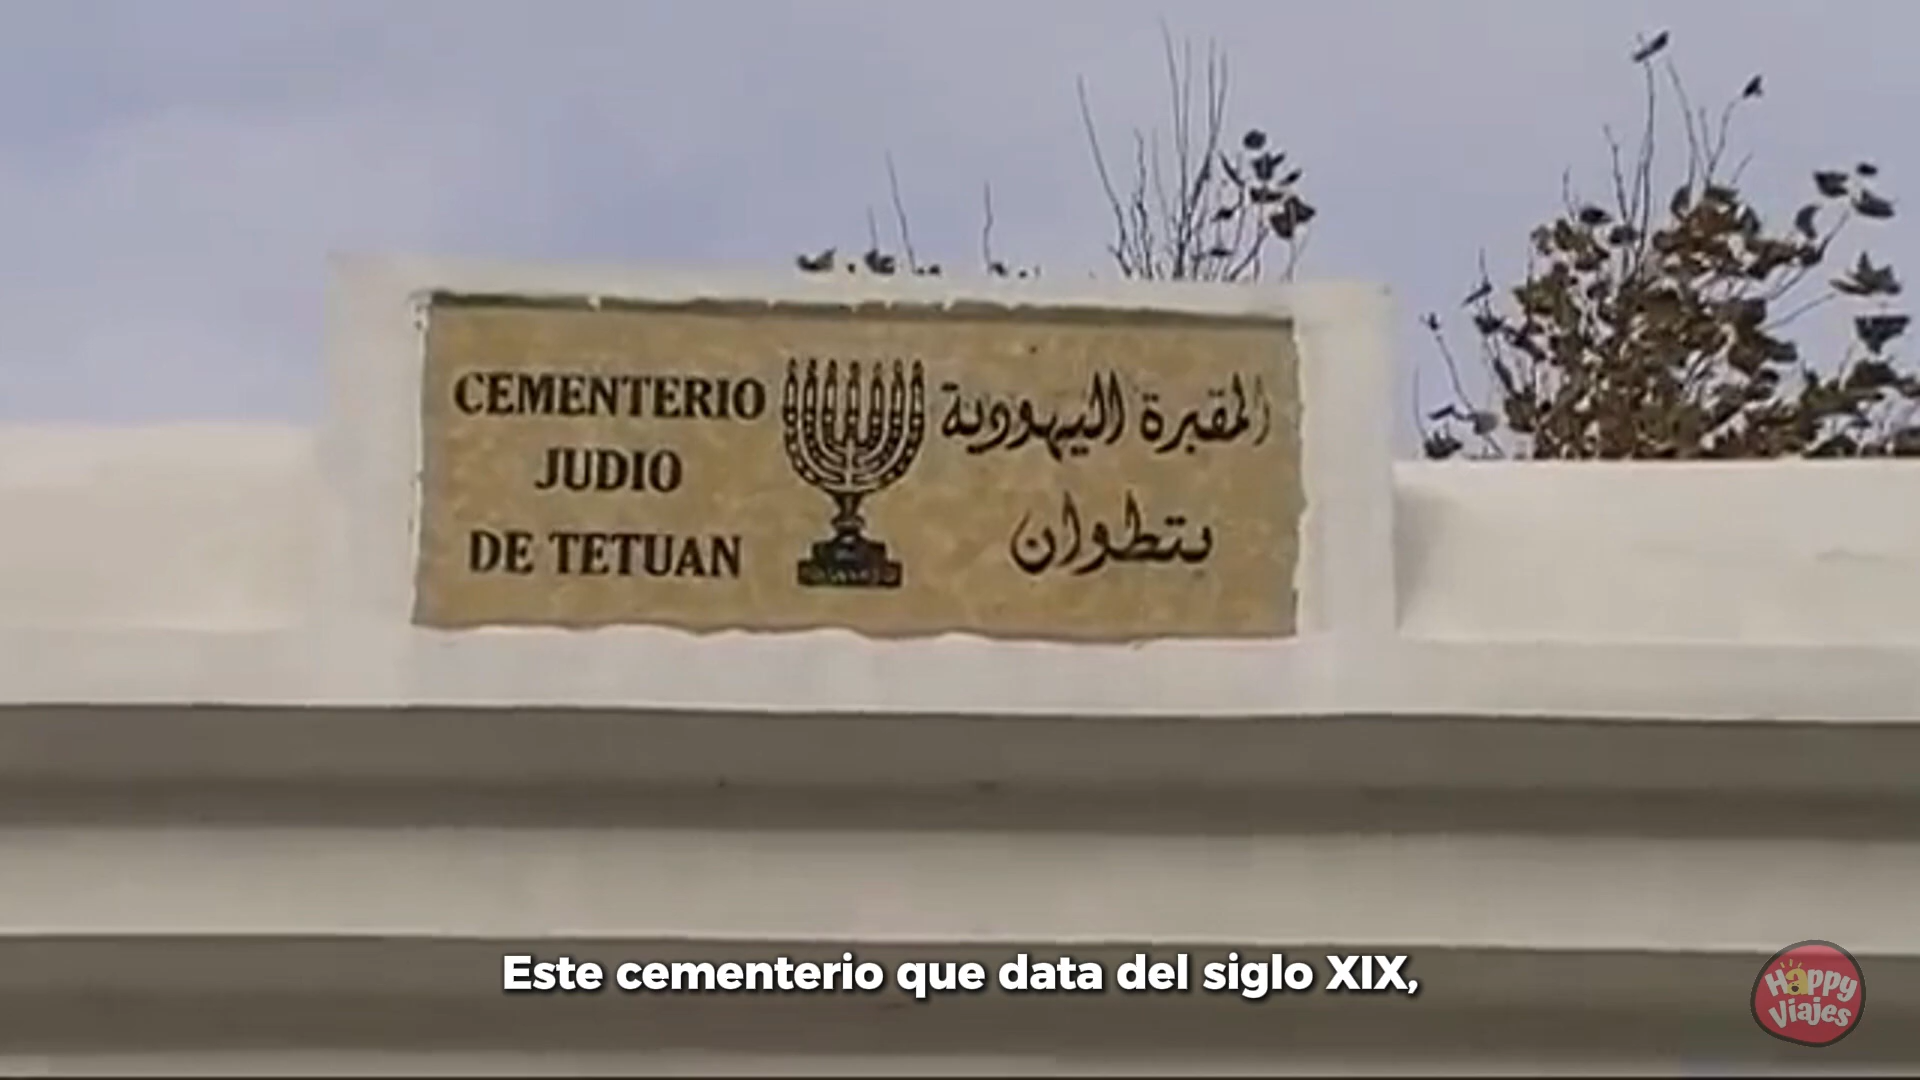 CEMENTERIO
JUDIO
DE TETUAN
المقبرة اليهودية
بتطوان
Este cementerio que data del siglo XIX,
Happy
Viajes